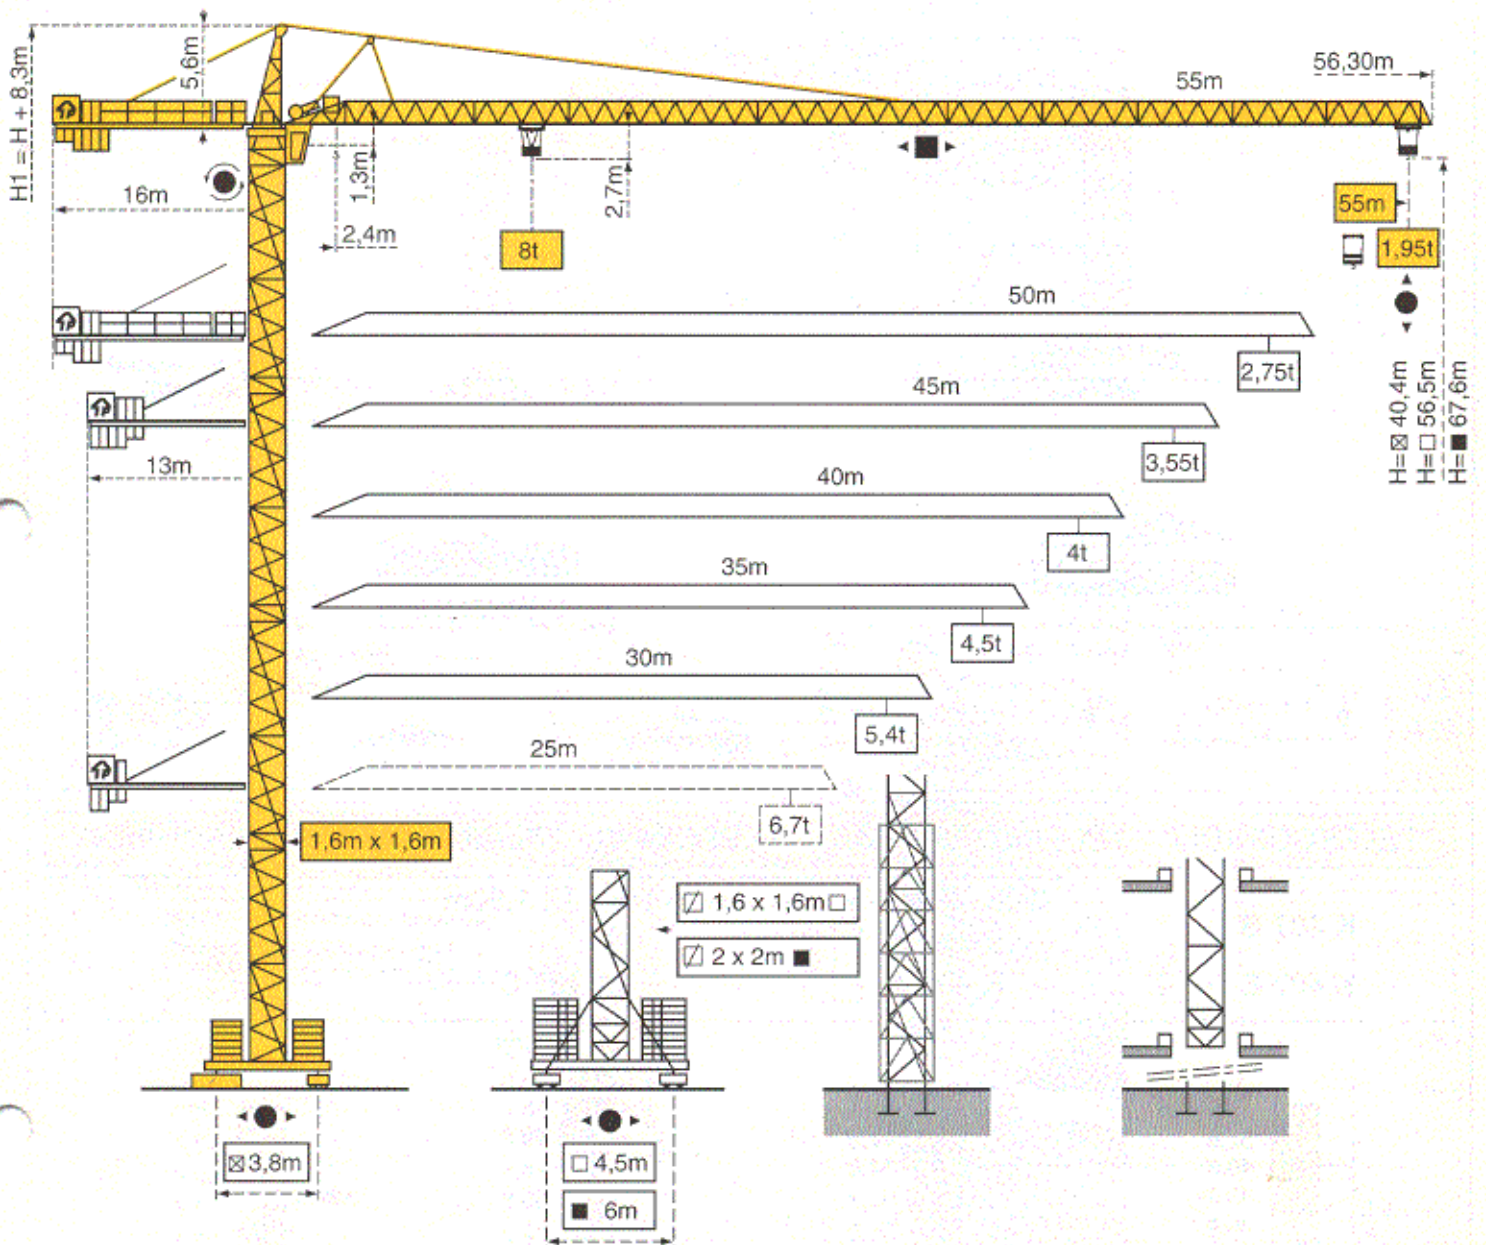 H1 = H + 8,3m
5,6m
55m
56,30m
16m
1,3m
2,4m
2,7m
8t
55m
1,95t
50m
2,75t
H=☒ 40,4m
H=□ 56,5m
H=■ 67,6m
45m
3,55t
13m
40m
4t
35m
4,5t
30m
5,4t
25m
6,7t
1,6m x 1,6m
1,6 x 1,6m □
2 x 2m ■
☒ 3,8m
□ 4,5m
■ 6m